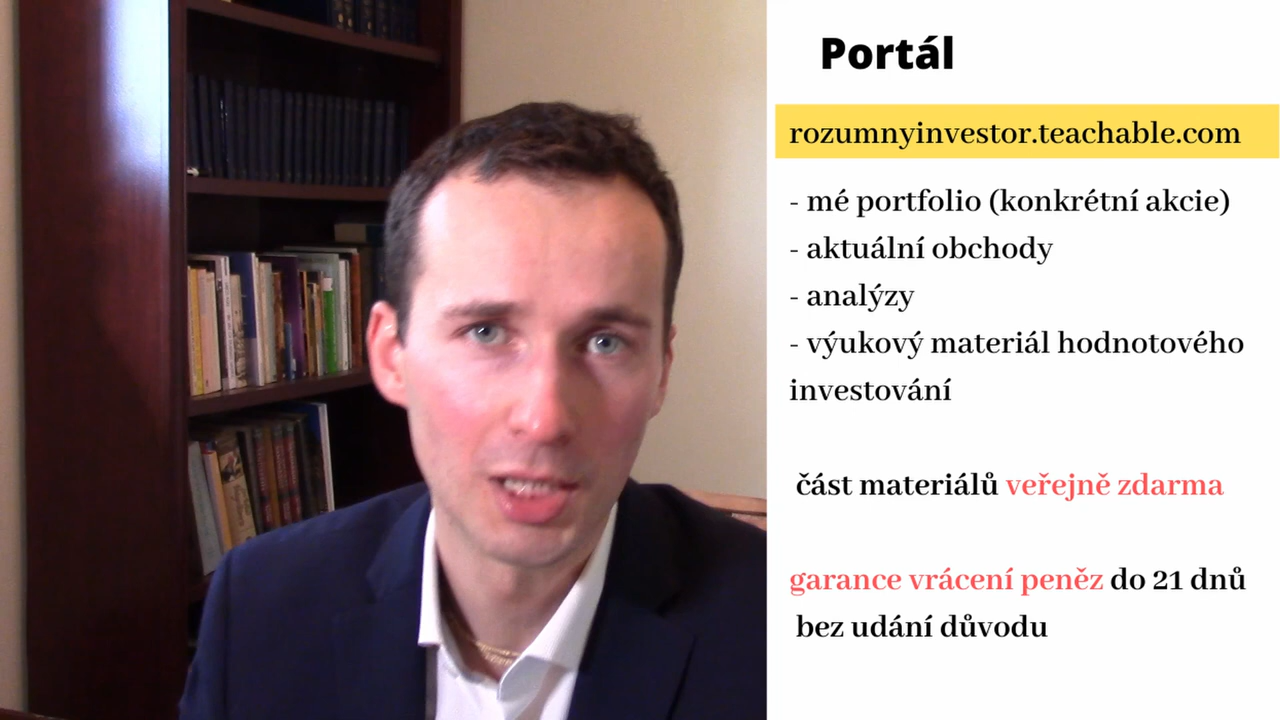 Portál
rozumnyinvestor.teachable.com
- mé portfolio (konkrétní akcie)
- aktuální obchody
- analýzy
- výukový materiál hodnotového
investování
část materiálů veřejně zdarma
garance vrácení peněz do 21 dnů
bez udání důvodu